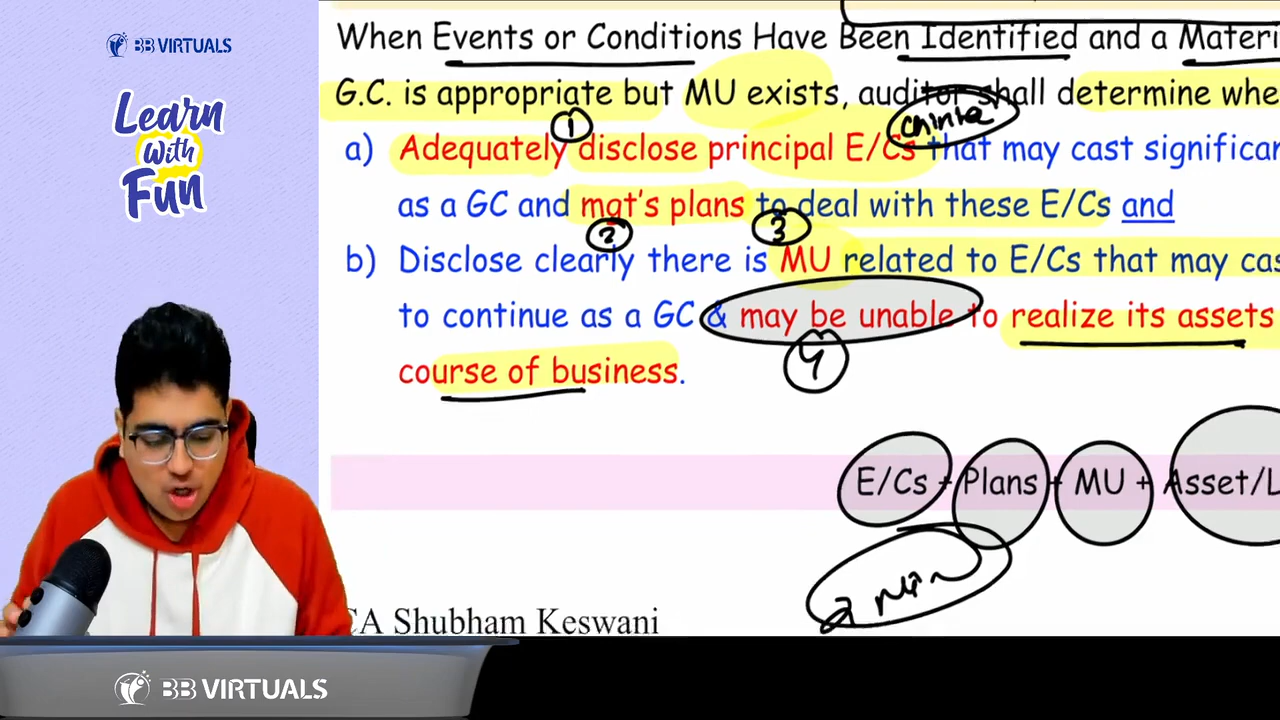 BB VIRTUALS
Learn
With
Fun
When Events or Conditions Have Been Identified and a Materi
G.C. is appropriate but MU exists, auditor shall determine whe
a) Adequately disclose principal E/Cs that may cast significan
1
as a GC and mgt's plans to deal with these E/Cs and
2
3
b) Disclose clearly there is MU related to E/Cs that may cas
to continue as a GC & may be unable to realize its assets
4
course of business.
E/Cs + Plans + MU + Asset/L
CA Shubham Keswani
BB VIRTUALS